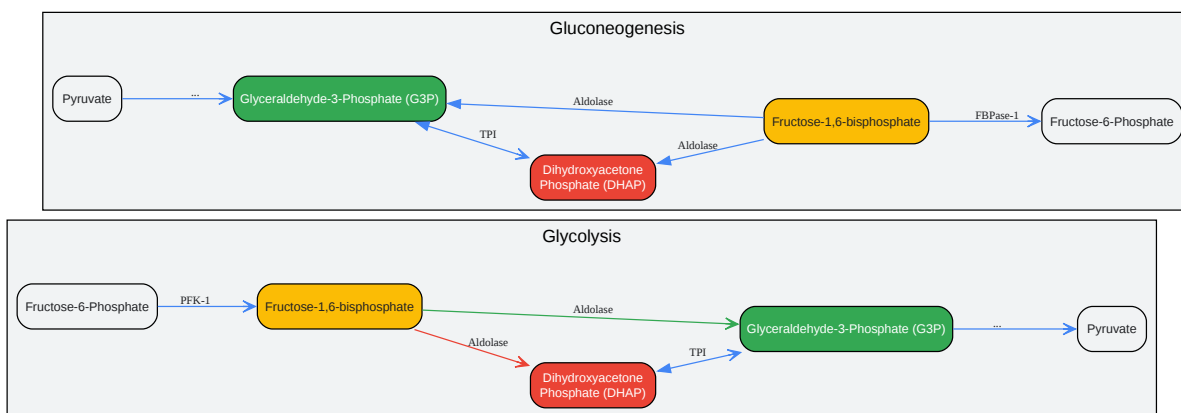 Gluconeogenesis
Pyruvate
...
Glyceraldehyde-3-Phosphate (G3P)
Aldolase
Fructose-1,6-bisphosphate
FBPase-1
Fructose-6-Phosphate
TPI
Aldolase
Dihydroxyacetone
Phosphate (DHAP)
Glycolysis
Fructose-6-Phosphate
PFK-1
Fructose-1,6-bisphosphate
Aldolase
Glyceraldehyde-3-Phosphate (G3P)
...
Pyruvate
Aldolase
TPI
Dihydroxyacetone
Phosphate (DHAP)